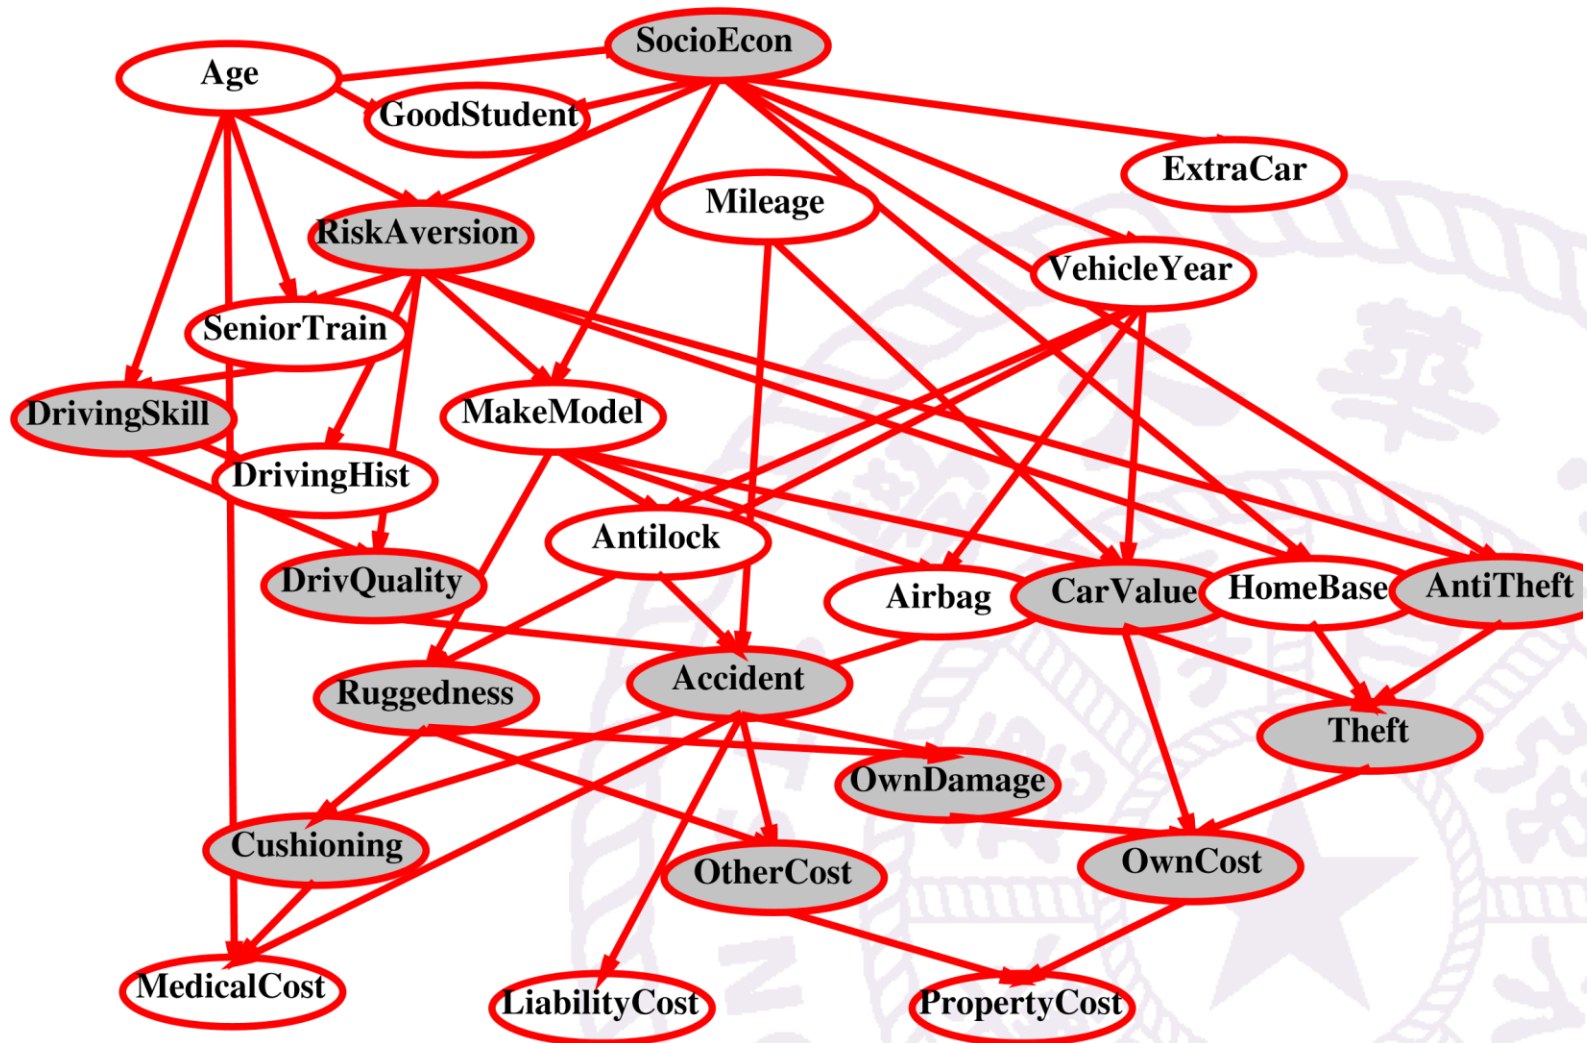 SocioEcon
Age
GoodStudent
ExtraCar
Mileage
RiskAversion
VehicleYear
SeniorTrain
DrivingSkill
MakeModel
DrivingHist
Antilock
DrivQuality
Airbag
CarValue
HomeBase
AntiTheft
Ruggedness
Accident
Theft
OwnDamage
Cushioning
OtherCost
OwnCost
MedicalCost
LiabilityCost
PropertyCost
華